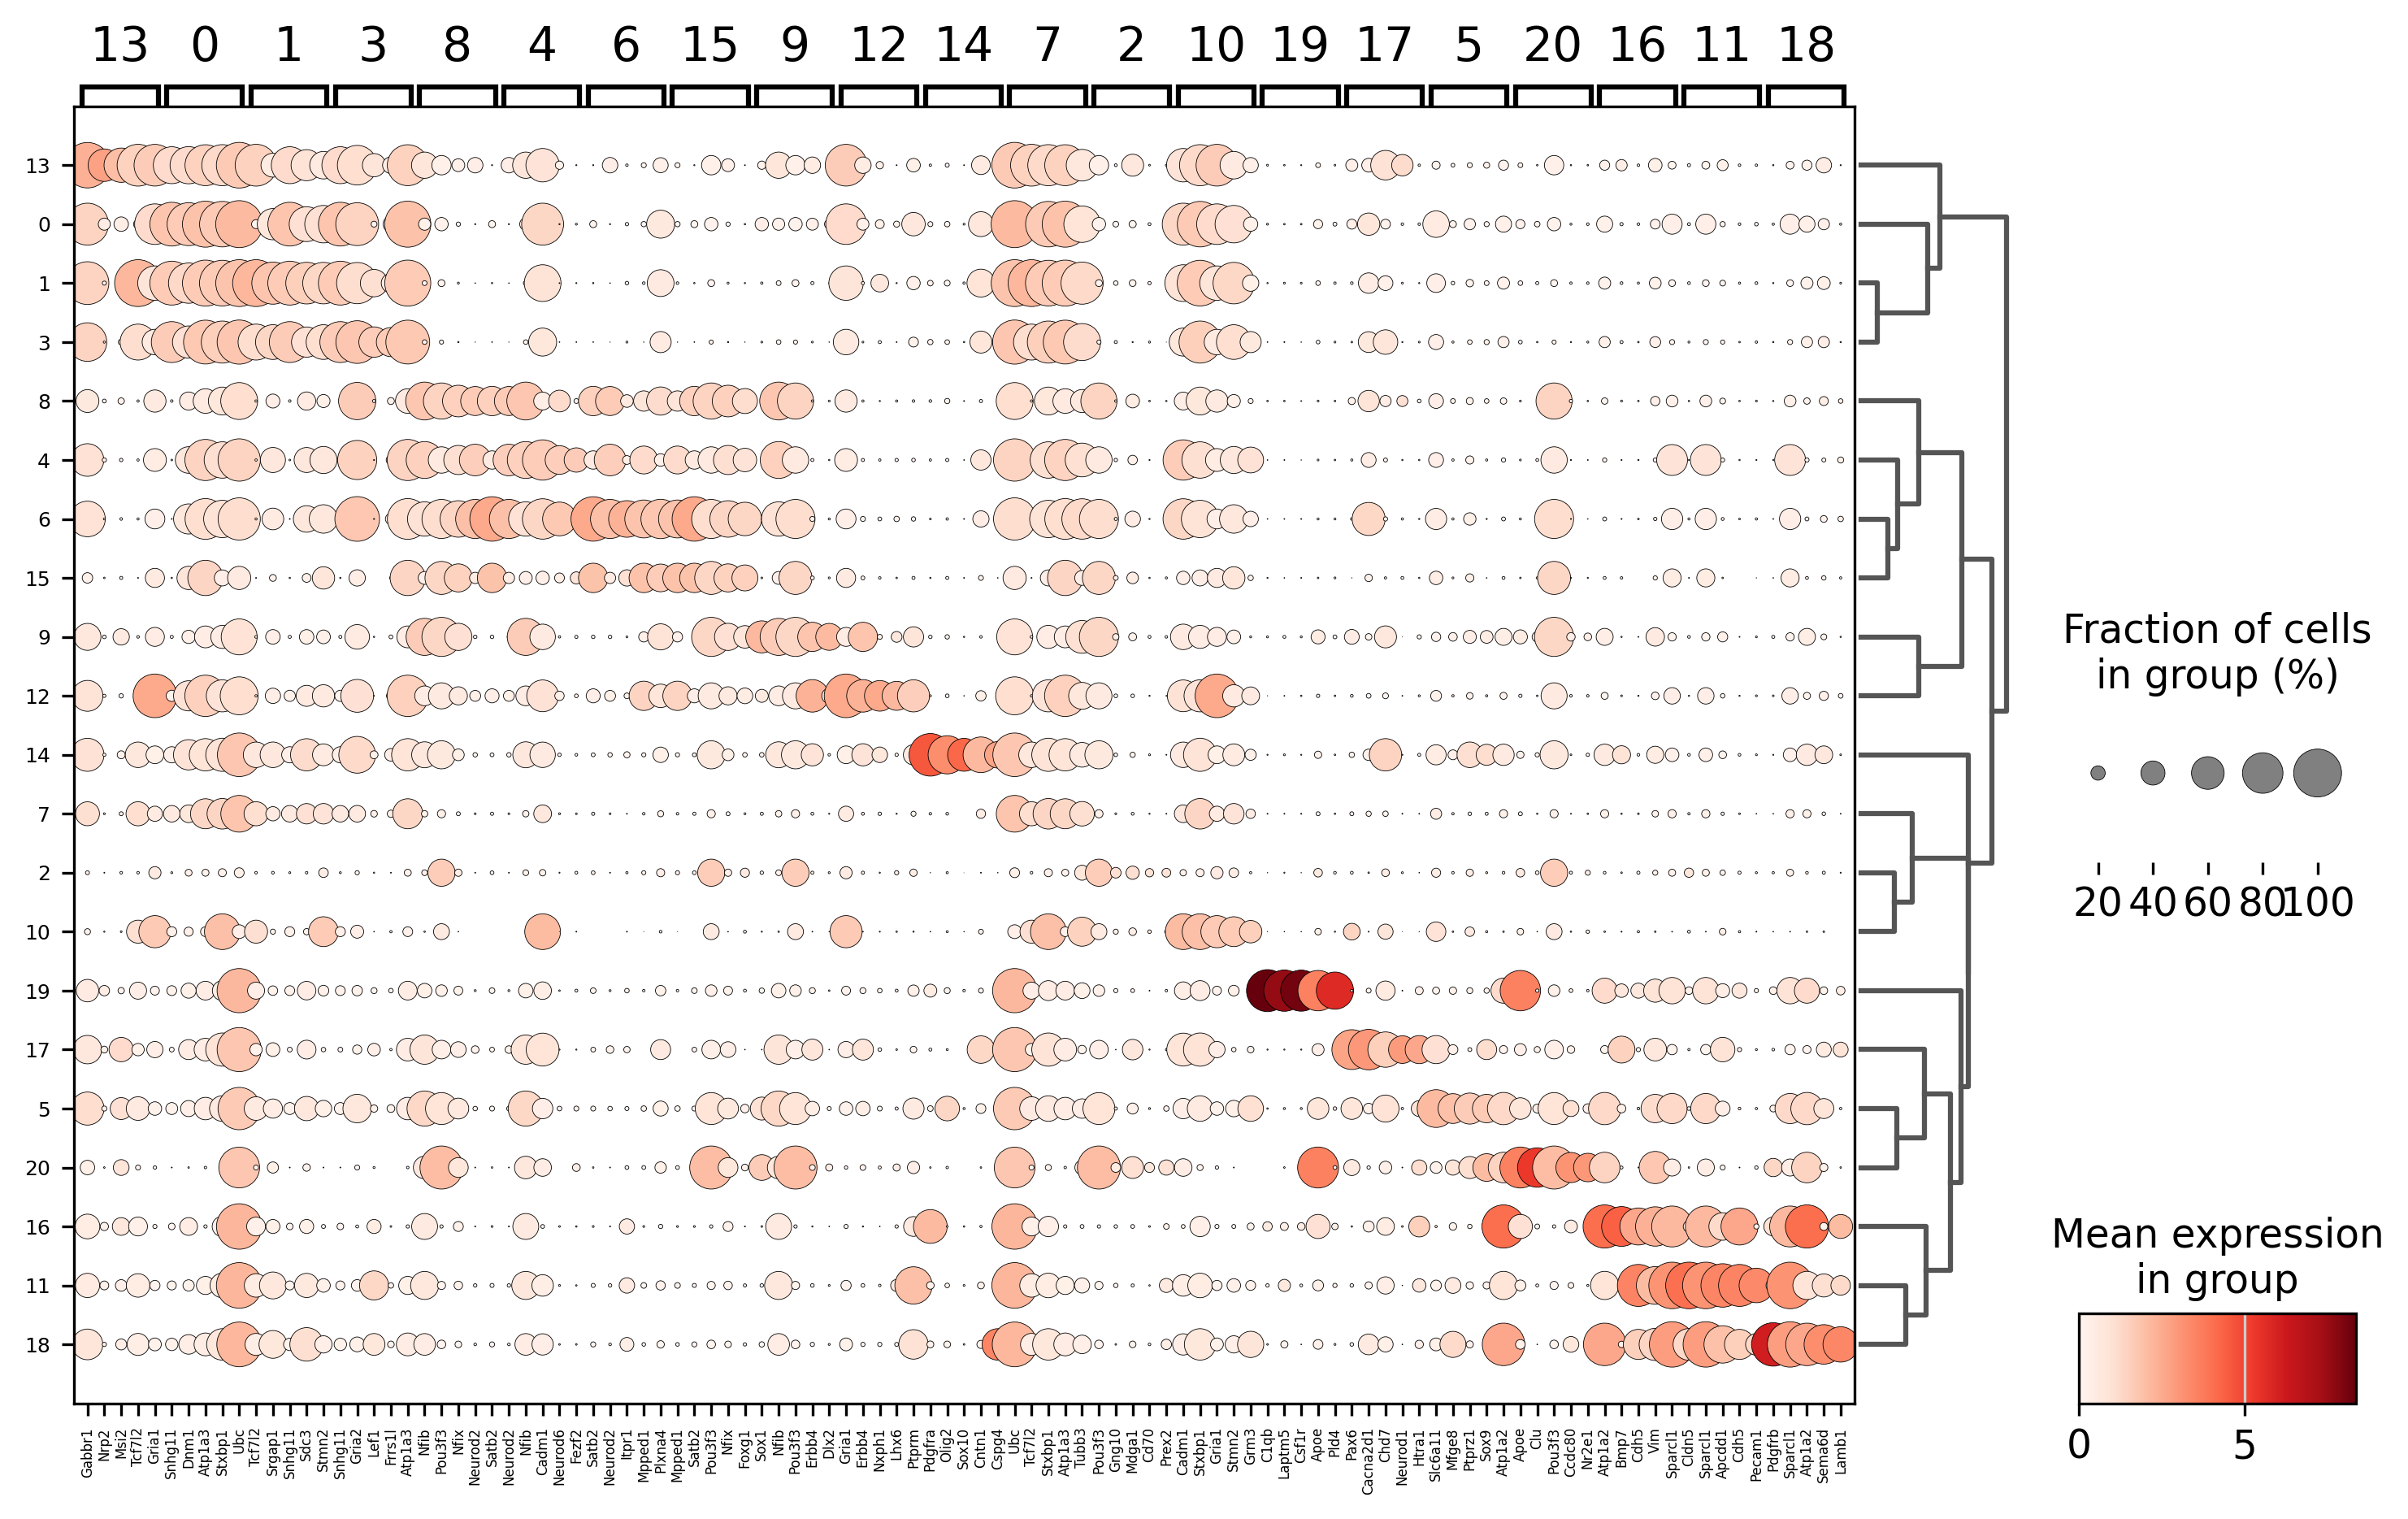 13 0 1 3 8 4 6 15 9 12 14 7 2 10 19 17 5 20 16 11 18
13
0
1
3
8
4
6
15
9
12
14
7
2
10
19
17
5
20
16
11
18
Gabbr1
Nrp2
Msi2
Tcf7l2
Gria1
Snhg11
Dnm1
Atp1a3
Stxbp1
Ubc
Tcf7l2
Srgap1
Snhg11
Sdc3
Stmn2
Snhg11
Gria2
Lef1
Frrs1l
Atp1a3
Nfib
Pou3f3
Nfix
Neurod2
Satb2
Neurod2
Nfib
Cadm1
Neurod6
Fezf2
Satb2
Neurod2
Itpr1
Mpped1
Plxna4
Mpped1
Satb2
Pou3f3
Nfix
Foxg1
Sox1
Nfib
Pou3f3
Erbb4
Dlx2
Gria1
Erbb4
Nxph1
Lhx6
Ptprm
Pdgfra
Olig2
Sox10
Cntn1
Cspg4
Ubc
Tcf7l2
Stxbp1
Atp1a3
Tubb3
Pou3f3
Gng10
Mdga1
Cd70
Prex2
Cadm1
Stxbp1
Gria1
Stmn2
Grm3
C1qb
Laptm5
Csf1r
Apoe
Pld4
Pax6
Cacna2d1
Chd7
Neurod1
Htra1
Slc6a11
Mfge8
Ptprz1
Sox9
Atp1a2
Apoe
Clu
Pou3f3
Ccdc80
Nr2e1
Atp1a2
Bmp7
Cdh5
Vim
Sparcl1
Cldn5
Sparcl1
Apcdd1
Cdh5
Pecam1
Pdgfrb
Sparcl1
Atp1a2
Sema6d
Lamb1
Fraction of cells
in group (%)
20 40 60 80 100
Mean expression
in group
0 5